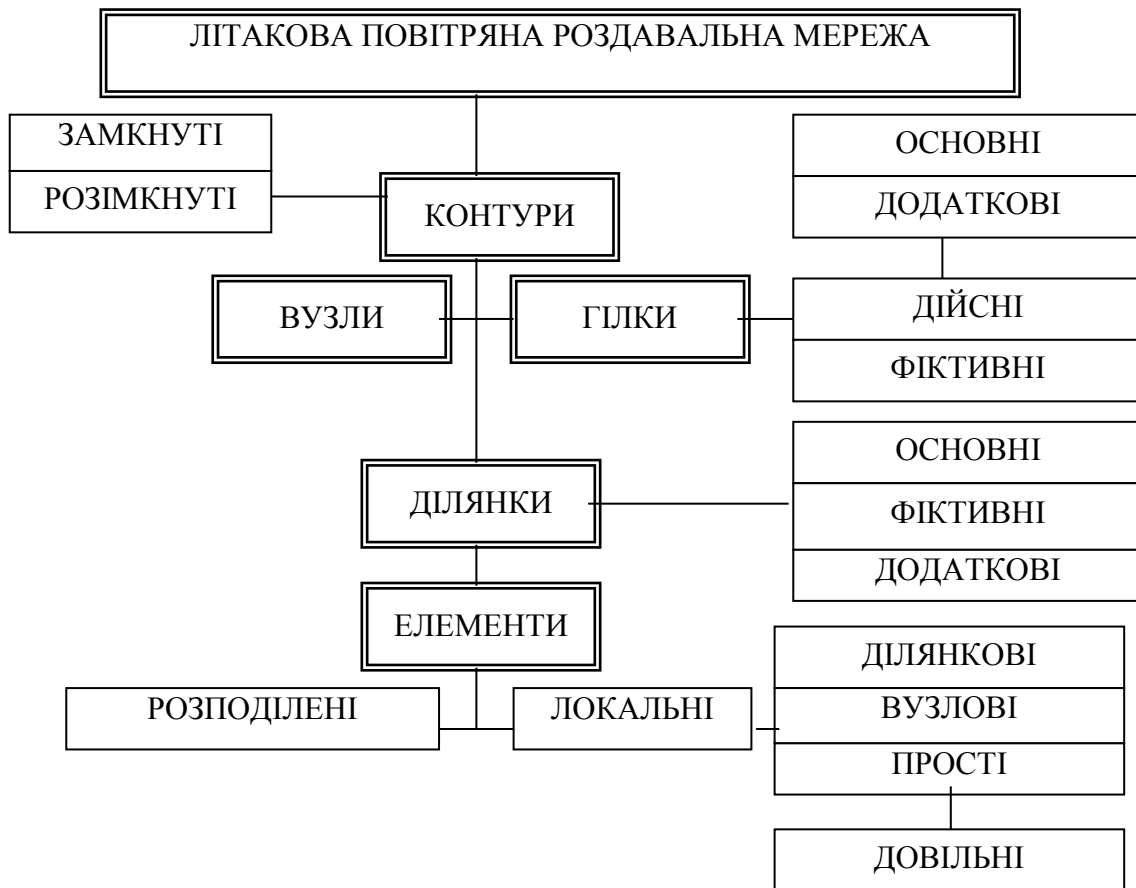 ЛІТАКОВА ПОВІТРЯНА РОЗДАВАЛЬНА МЕРЕЖА
ЗАМКНУТІ
РОЗІМКНУТІ
КОНТУРИ
ОСНОВНІ
ДОДАТКОВІ
ВУЗЛИ
ГІЛКИ
ДІЙСНІ
ФІКТИВНІ
ДІЛЯНКИ
ОСНОВНІ
ФІКТИВНІ
ДОДАТКОВІ
ЕЛЕМЕНТИ
РОЗПОДІЛЕНІ
ЛОКАЛЬНІ
ДІЛЯНКОВІ
ВУЗЛОВІ
ПРОСТІ
ДОВІЛЬНІ